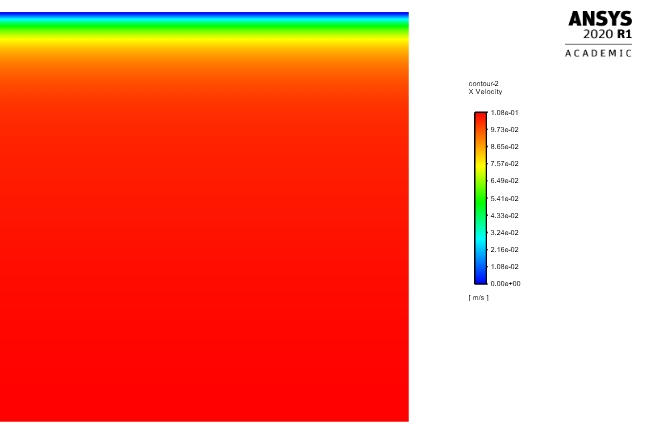 ANSYS
2020 R1
ACADEMIC
contour-2
X Velocity
1.08e-01
9.73e-02
8.65e-02
7.57e-02
6.49e-02
5.41e-02
4.33e-02
3.24e-02
2.16e-02
1.08e-02
0.00e+00
[ m/s ]